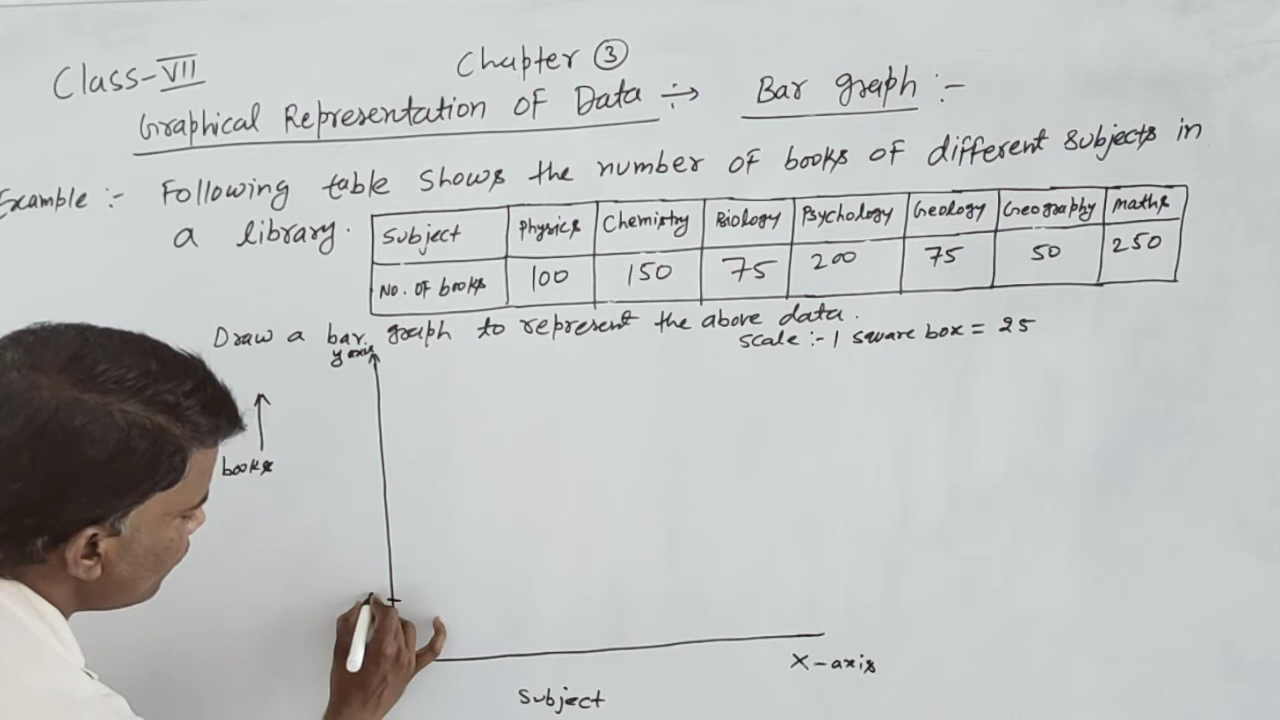 Class-VII
Chapter ③
Graphical Representation of Data ÷→ Bar graph :-
Example :- Following table shows the number of books of different subjects in
a library.
Subject Physics Chemistry Biology Psychology Geology Geography maths
No. of books 100 150 75 200 75 50 250
Draw a bar graph to represent the above data.
scale :- 1 swuare box = 25
y axis
books
X-axis
Subject